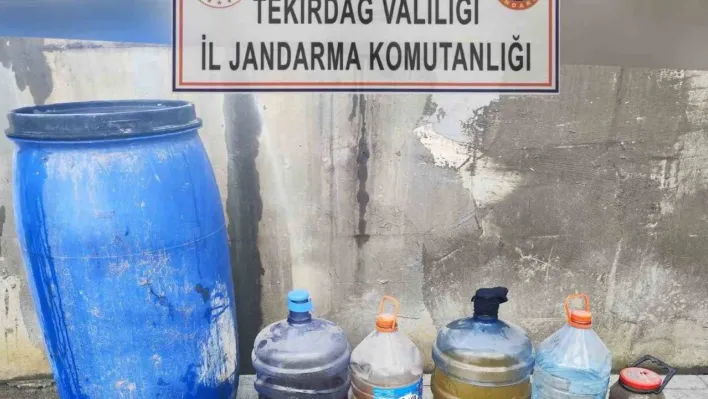 TEKİRDAĞ VALİLİĞİ
İL JANDARMA KOMUTANLIĞI